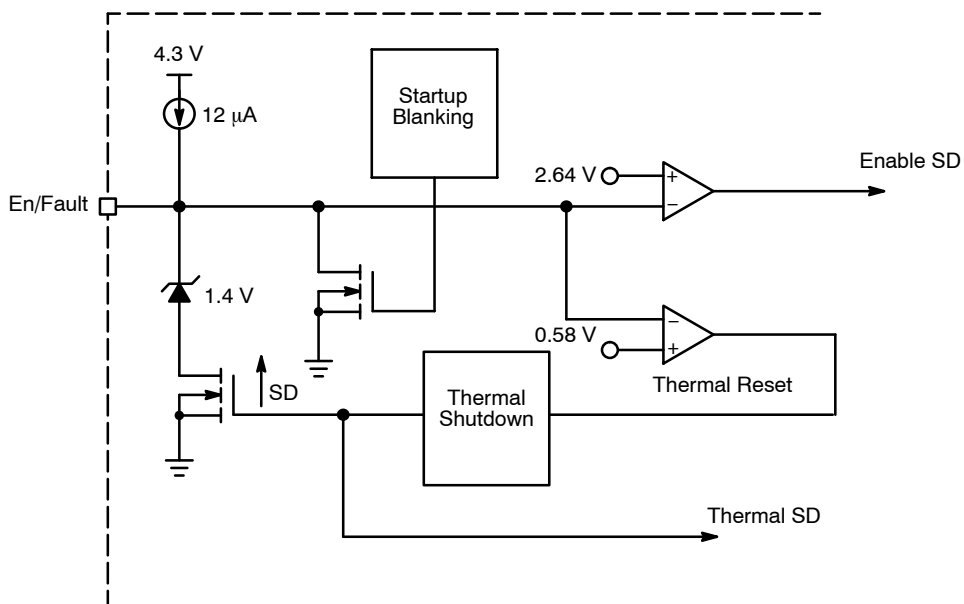 4.3 V
12 μA
Startup
Blanking
Enable SD
2.64 V
+
−
En/Fault
1.4 V
0.58 V
−
+
Thermal Reset
SD
Thermal
Shutdown
Thermal SD